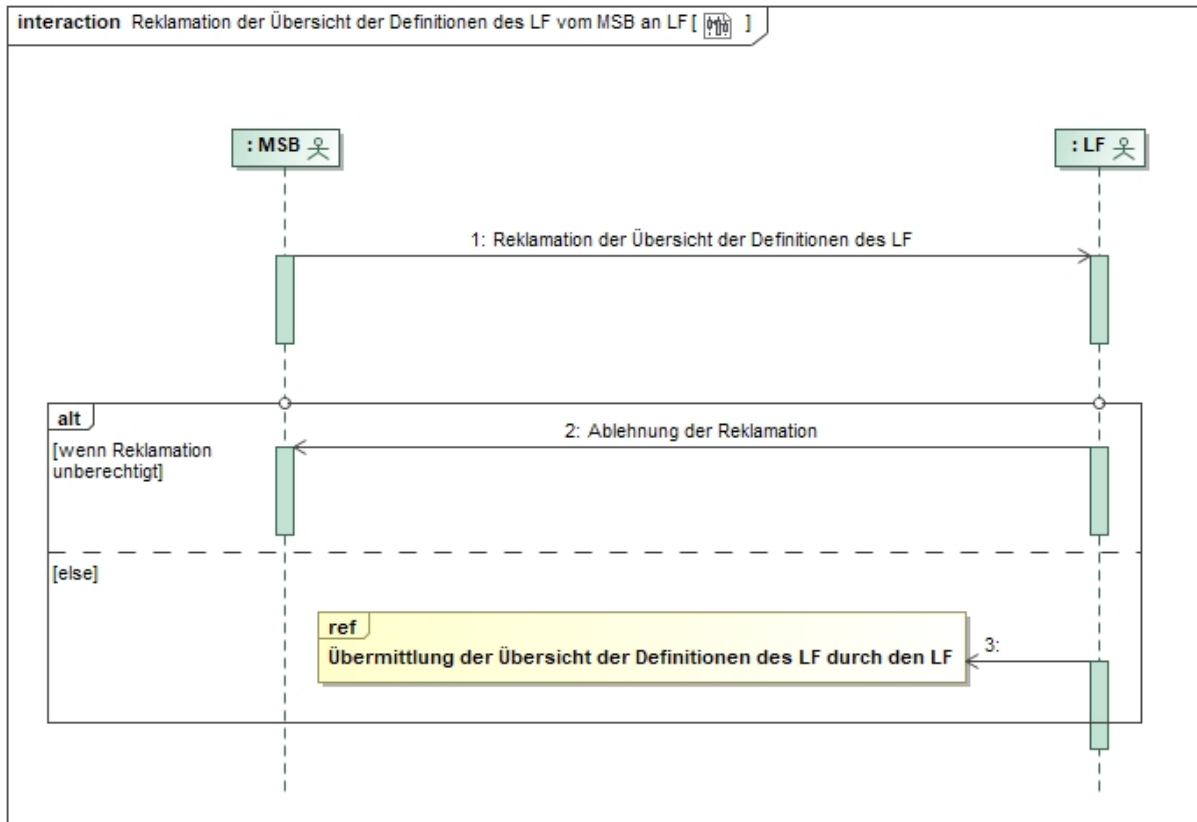 interaction Reklamation der Übersicht der Definitionen des LF vom MSB an LF [ ]
: MSB
: LF
1: Reklamation der Übersicht der Definitionen des LF
alt
[wenn Reklamation
unberechtigt]
2: Ablehnung der Reklamation
[else]
ref
Übermittlung der Übersicht der Definitionen des LF durch den LF
3: